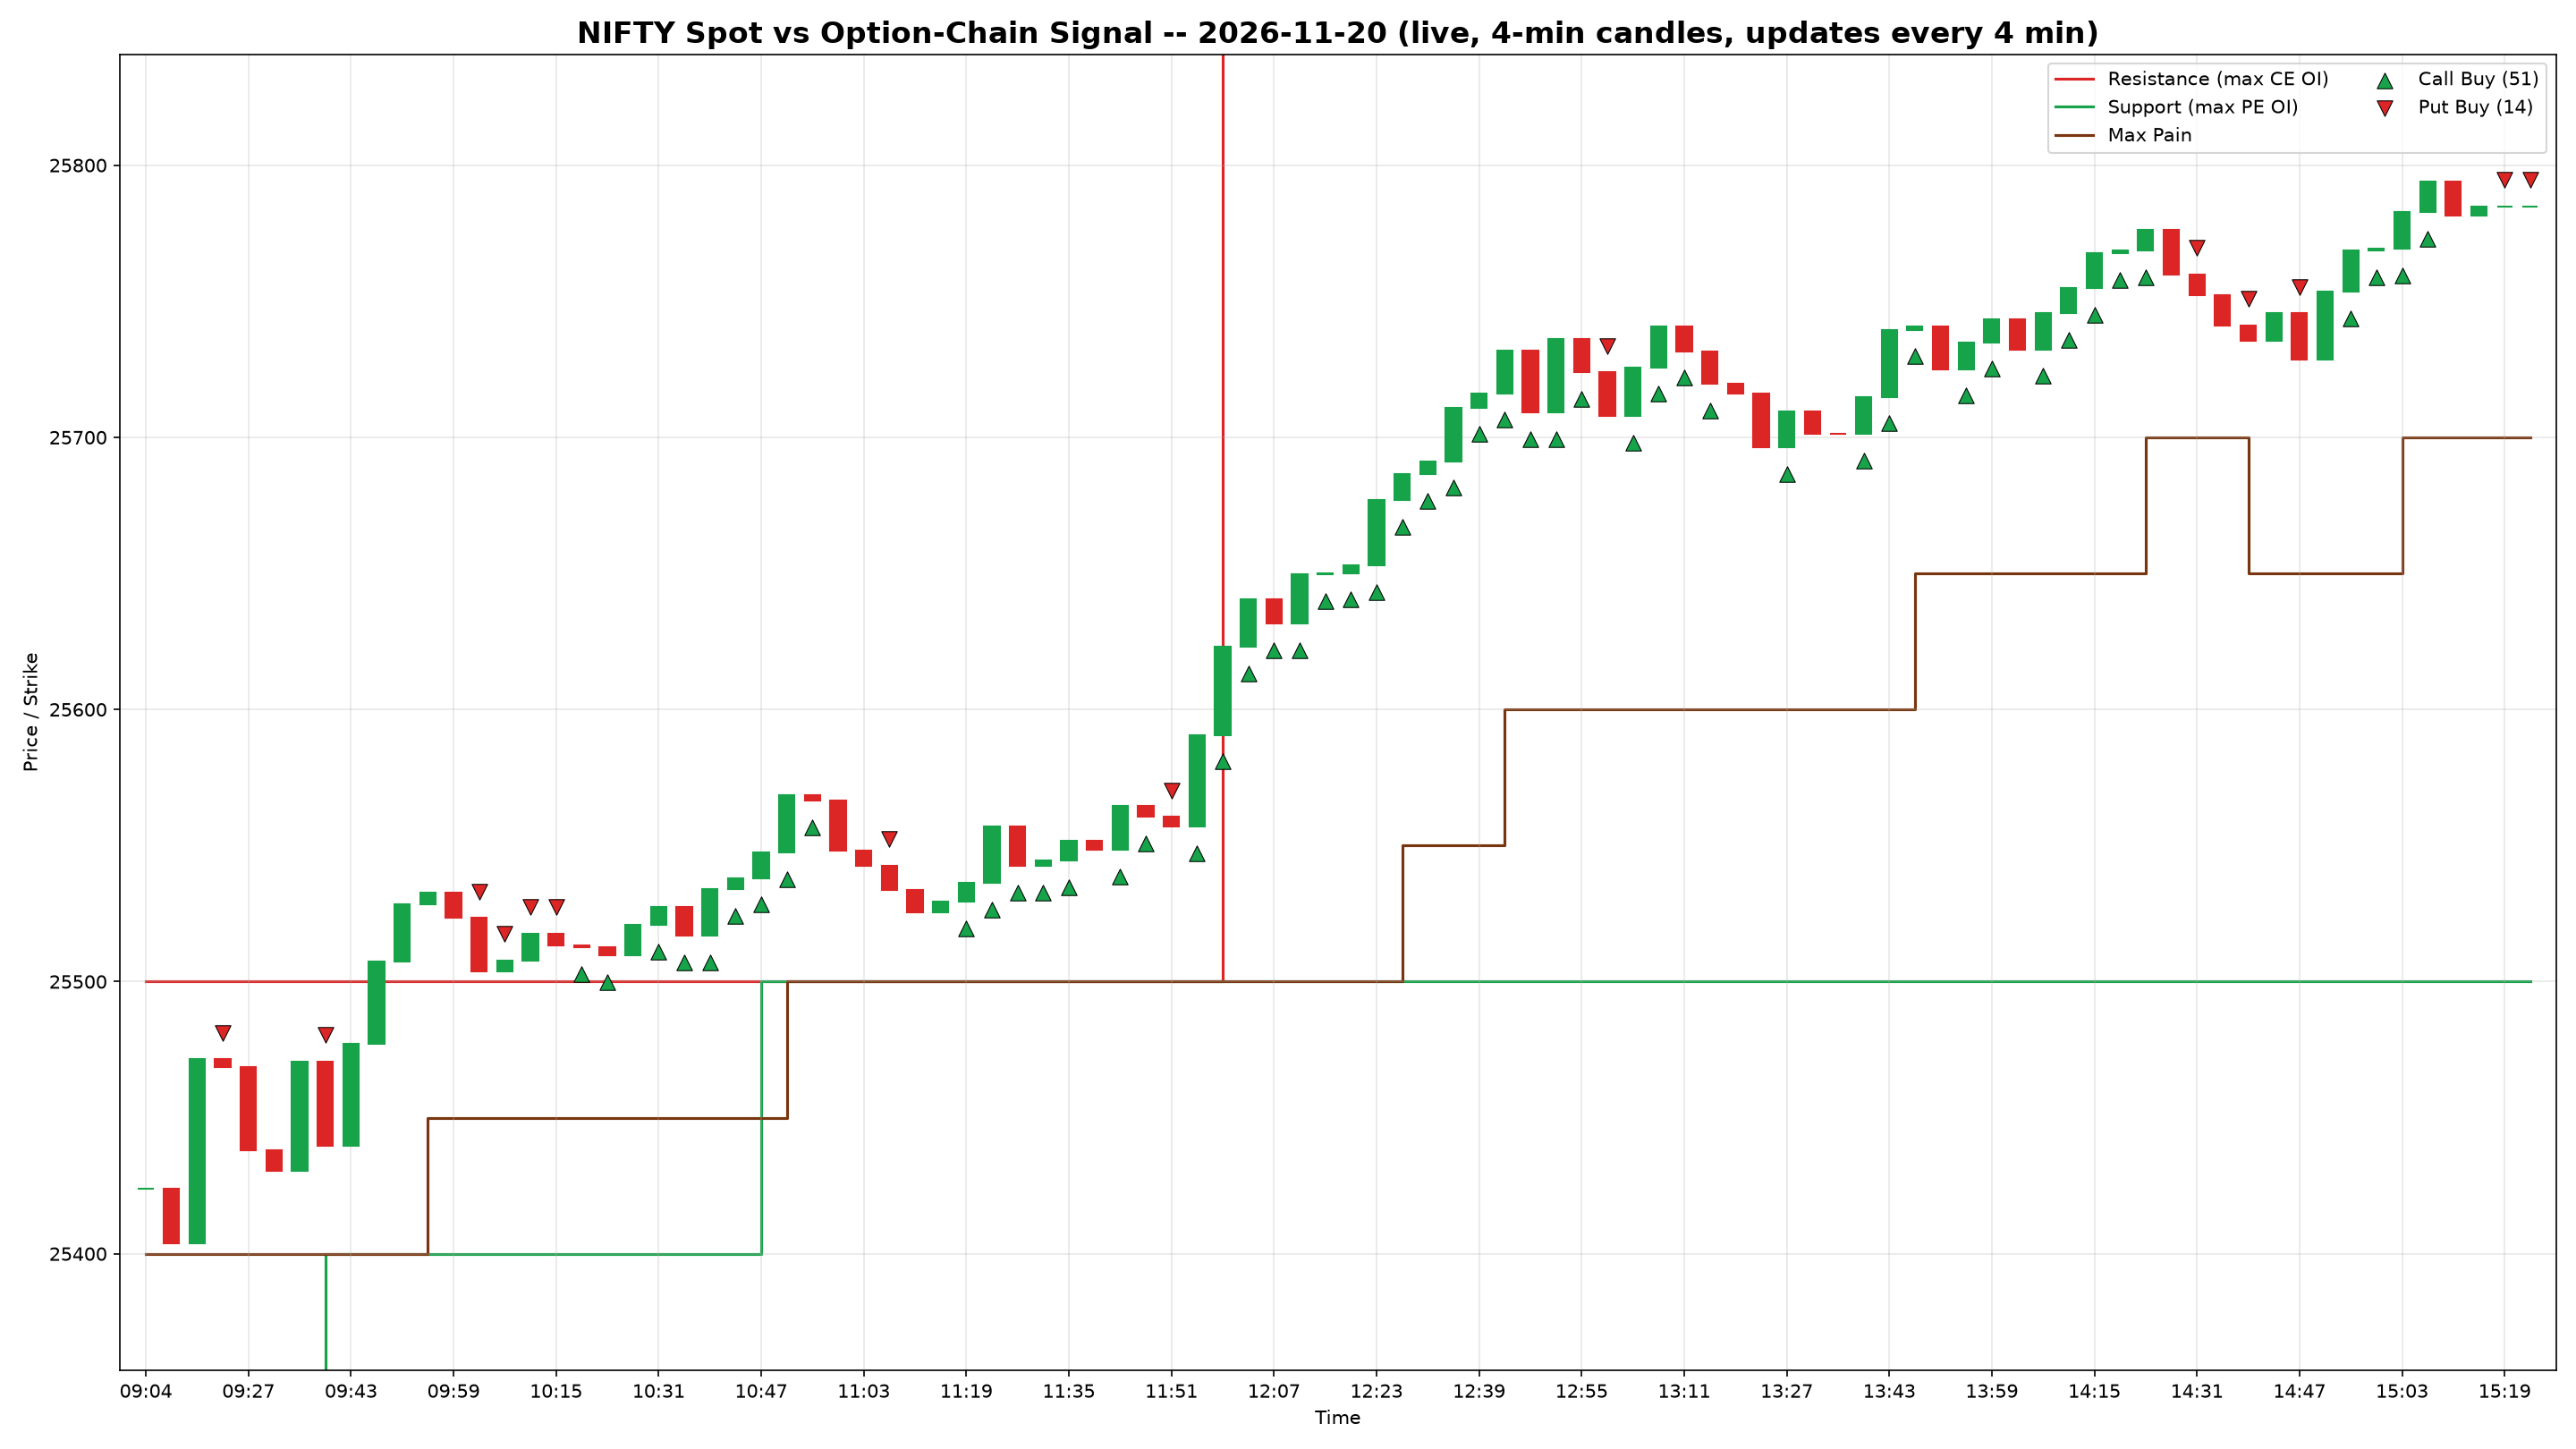 NIFTY Spot vs Option-Chain Signal -- 2026-11-20 (live, 4-min candles, updates every 4 min)
Resistance (max CE OI)
Support (max PE OI)
Max Pain
Call Buy (51)
Put Buy (14)
Price / Strike
25800
25700
25600
25500
25400
09:04 09:27 09:43 09:59 10:15 10:31 10:47 11:03 11:19 11:35 11:51 12:07 12:23 12:39 12:55 13:11 13:27 13:43 13:59 14:15 14:31 14:47 15:03 15:19
Time